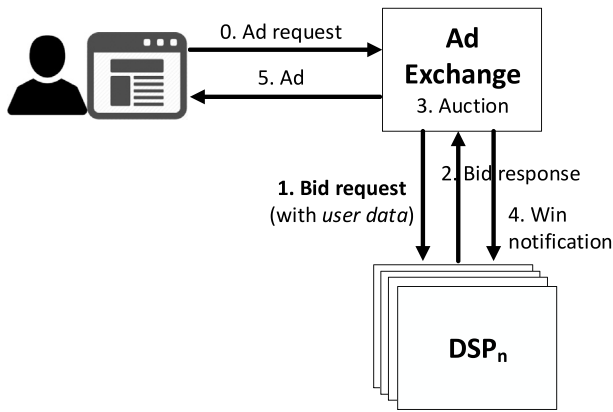 0. Ad request
5. Ad
Ad
Exchange
3. Auction
1. Bid request
(with user data)
2. Bid response
4. Win
notification
DSPn